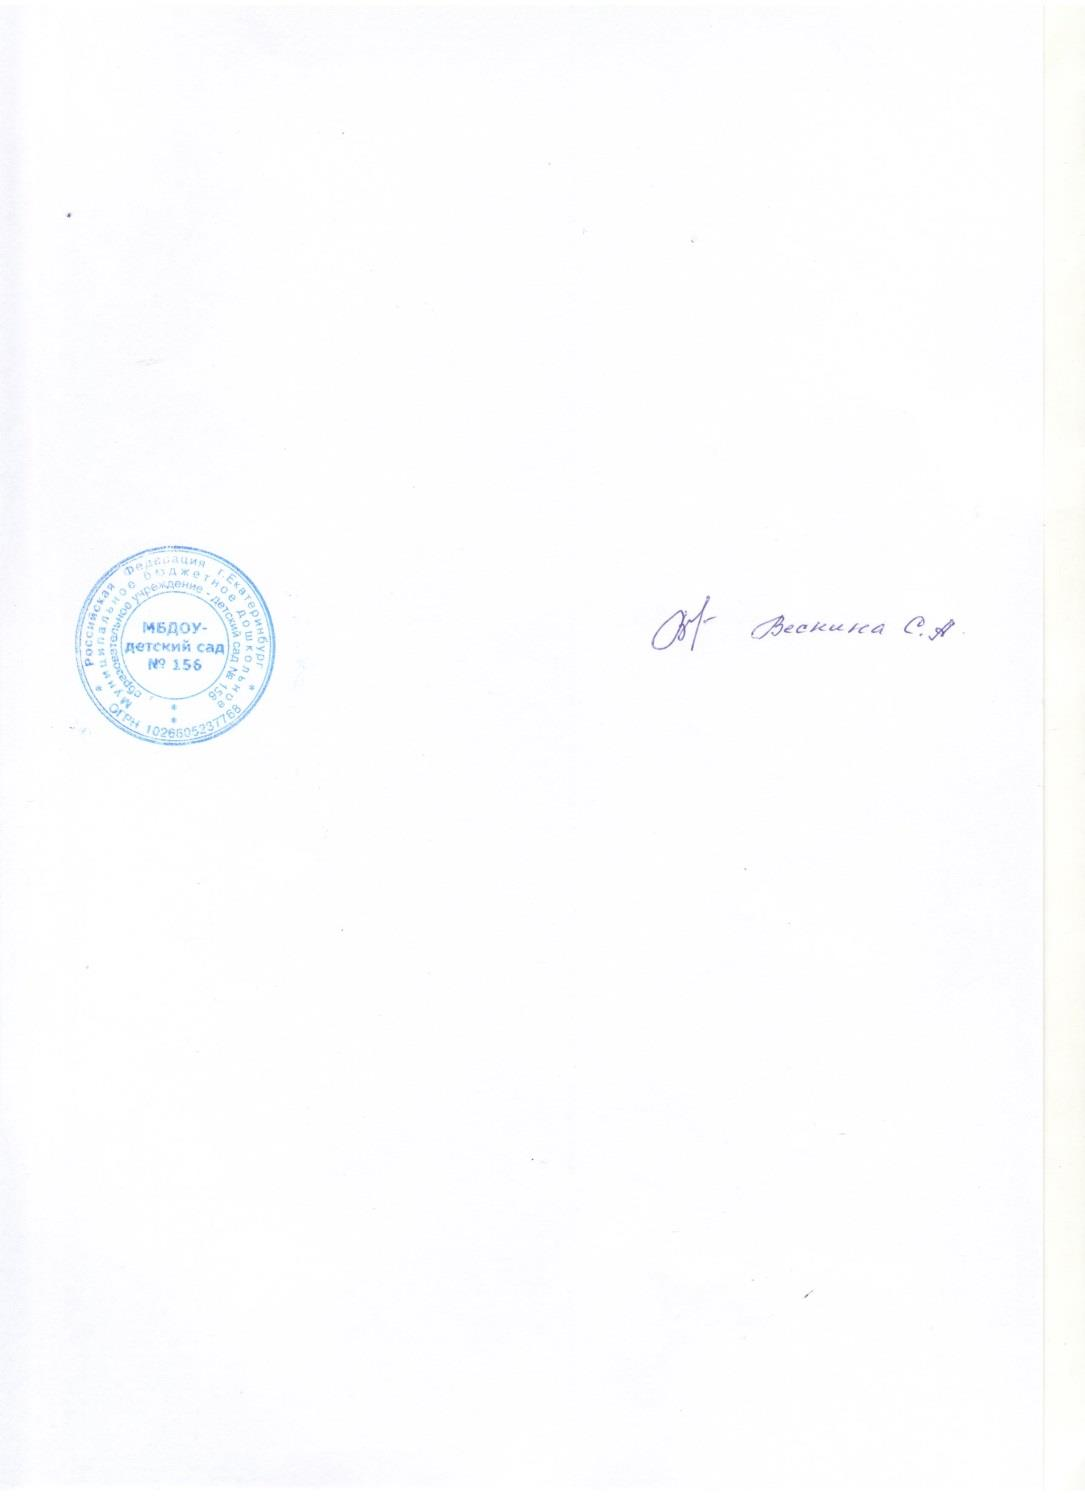 Российская Федерация г.Екатеринбург
Муниципальное бюджетное дошкольное
образовательное учреждение - детский сад № 156
МБДОУ-
детский сад
№ 156
ОГРН 1026605237768
Веснина С.А.